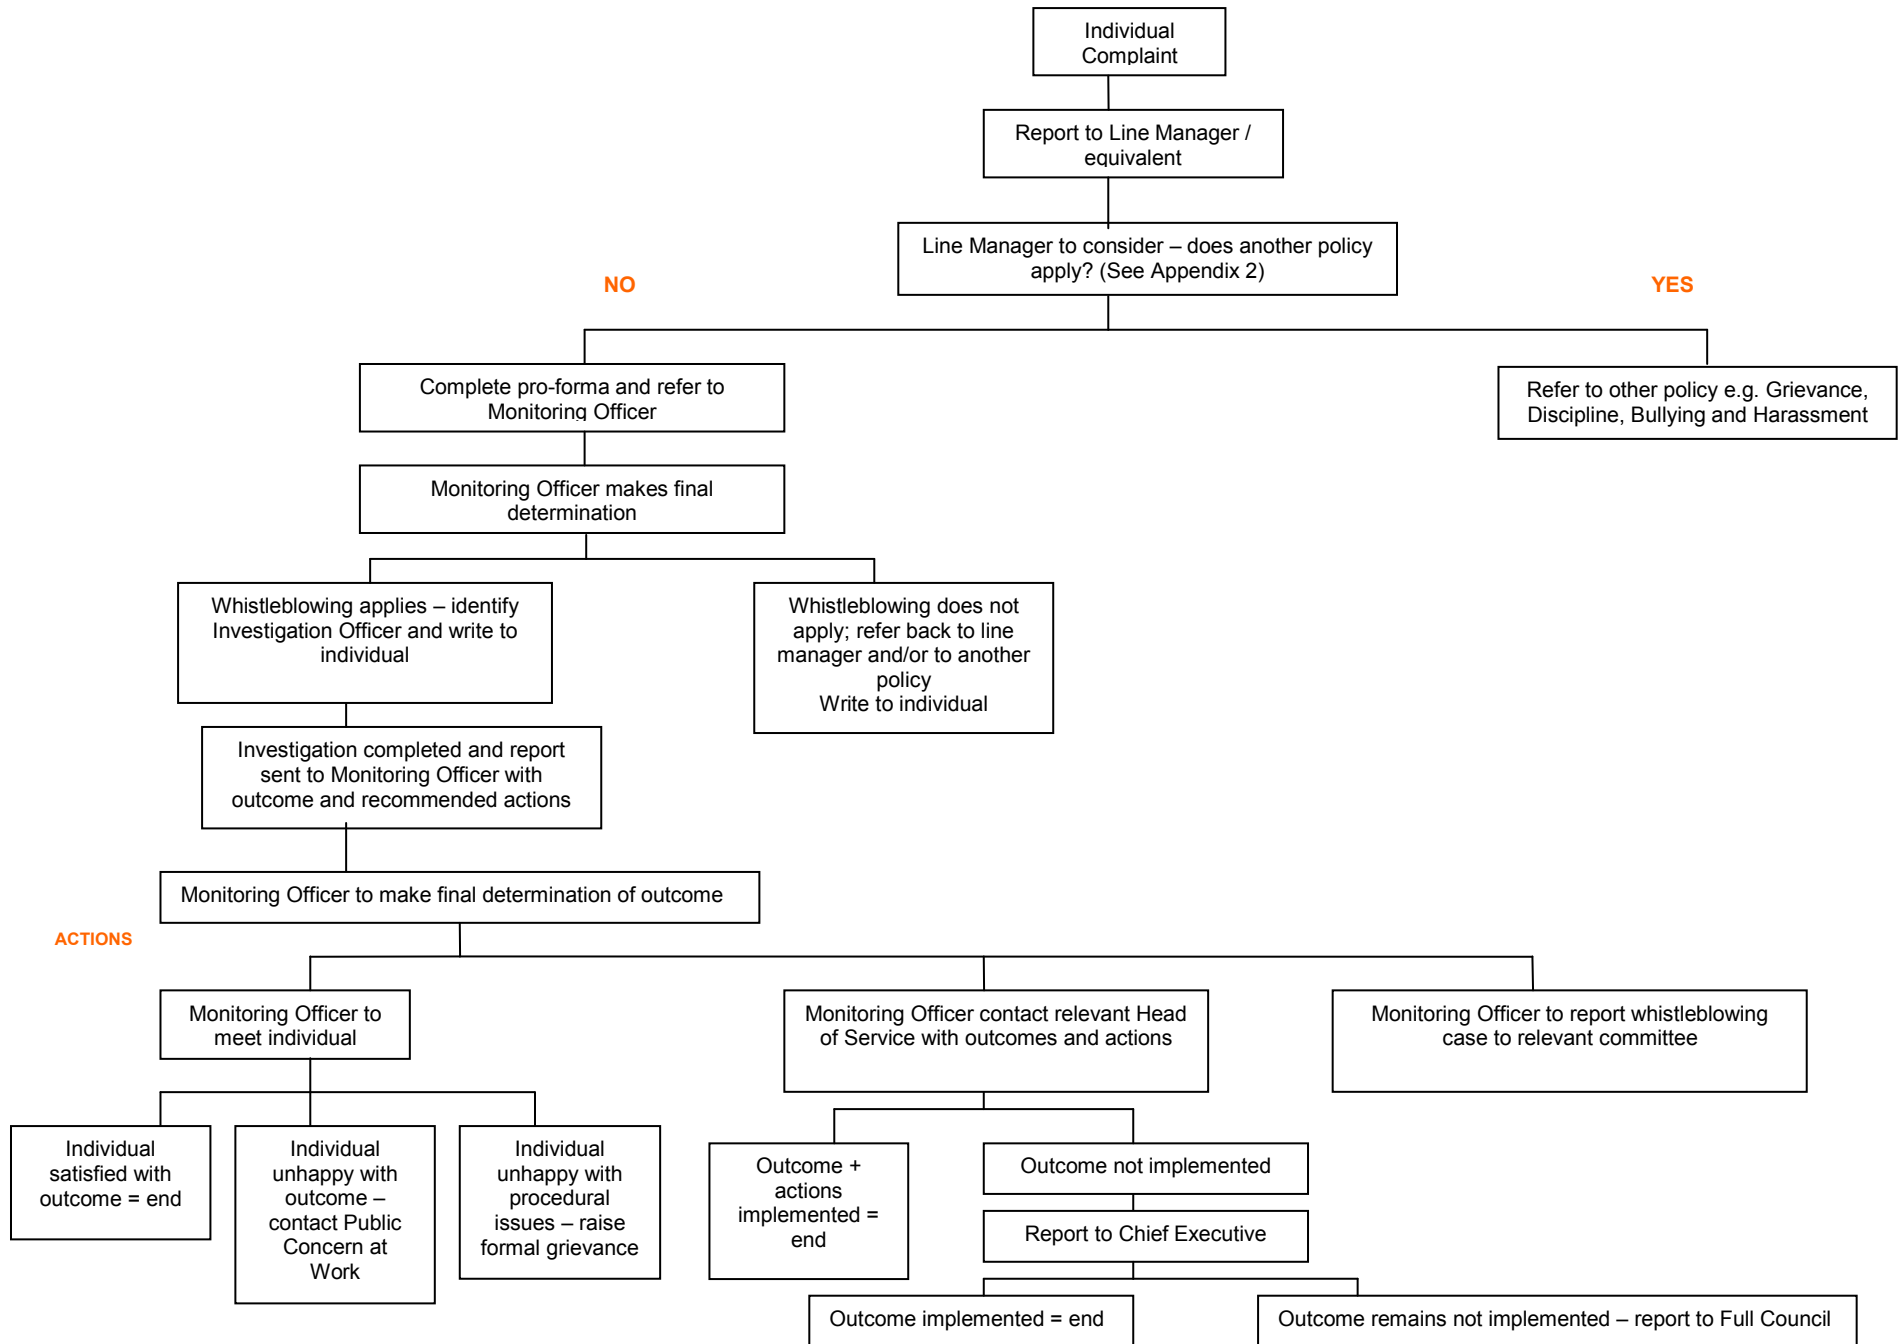 Individual
Complaint
Report to Line Manager /
equivalent
Line Manager to consider – does another policy
apply? (See Appendix 2)
NO
YES
Complete pro-forma and refer to
Monitoring Officer
Refer to other policy e.g. Grievance,
Discipline, Bullying and Harassment
Monitoring Officer makes final
determination
Whistleblowing applies – identify
Investigation Officer and write to
individual
Whistleblowing does not
apply; refer back to line
manager and/or to another
policy
Write to individual
Investigation completed and report
sent to Monitoring Officer with
outcome and recommended actions
Monitoring Officer to make final determination of outcome
ACTIONS
Monitoring Officer to
meet individual
Monitoring Officer contact relevant Head
of Service with outcomes and actions
Monitoring Officer to report whistleblowing
case to relevant committee
Individual
satisfied with
outcome = end
Individual
unhappy with
outcome –
contact Public
Concern at
Work
Individual
unhappy with
procedural
issues – raise
formal grievance
Outcome +
actions
implemented =
end
Outcome not implemented
Report to Chief Executive
Outcome implemented = end
Outcome remains not implemented – report to Full Council